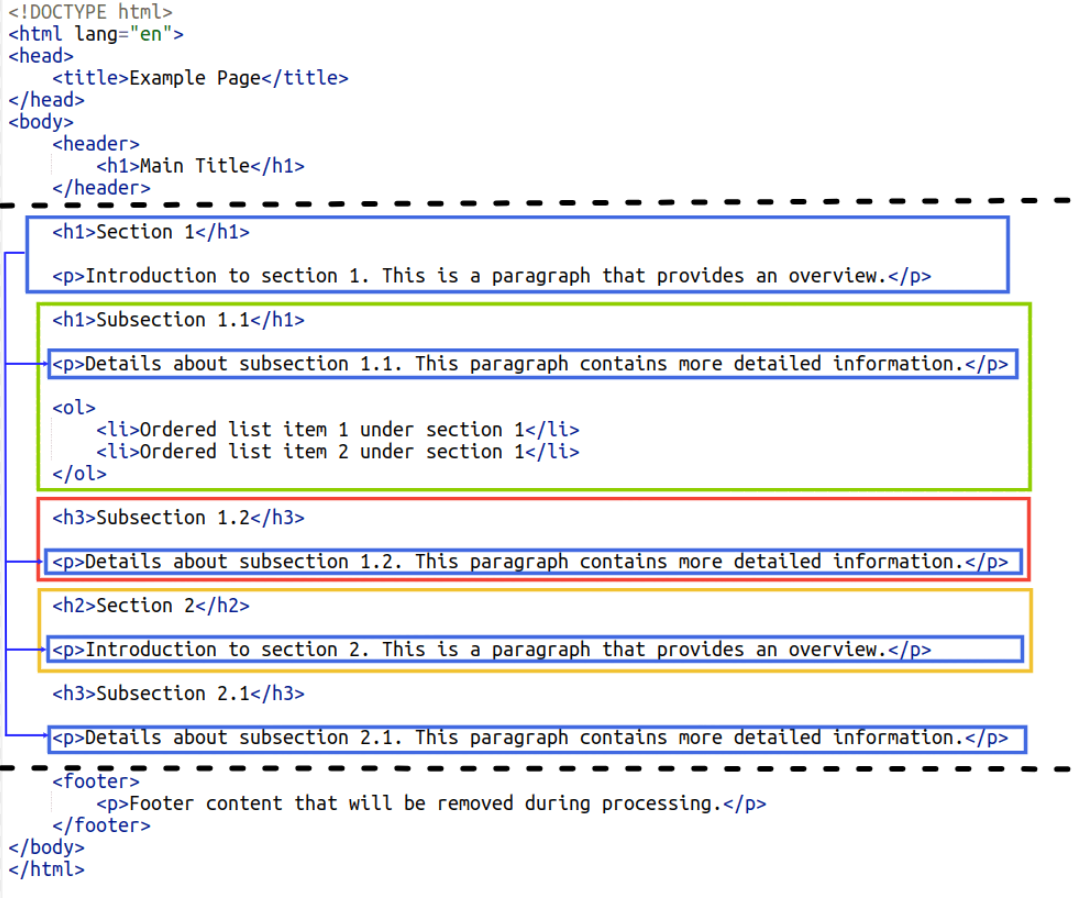 <!DOCTYPE html>
<html lang="en">
<head>
    <title>Example Page</title>
</head>
<body>
    <header>
        <h1>Main Title</h1>
    </header>
    <h1>Section 1</h1>
    <p>Introduction to section 1. This is a paragraph that provides an overview.</p>
    <h1>Subsection 1.1</h1>
    <p>Details about subsection 1.1. This paragraph contains more detailed information.</p>
    <ol>
        <li>Ordered list item 1 under section 1</li>
        <li>Ordered list item 2 under section 1</li>
    </ol>
    <h3>Subsection 1.2</h3>
    <p>Details about subsection 1.2. This paragraph contains more detailed information.</p>
    <h2>Section 2</h2>
    <p>Introduction to section 2. This is a paragraph that provides an overview.</p>
    <h3>Subsection 2.1</h3>
    <p>Details about subsection 2.1. This paragraph contains more detailed information.</p>
    <footer>
        <p>Footer content that will be removed during processing.</p>
    </footer>
</body>
</html>